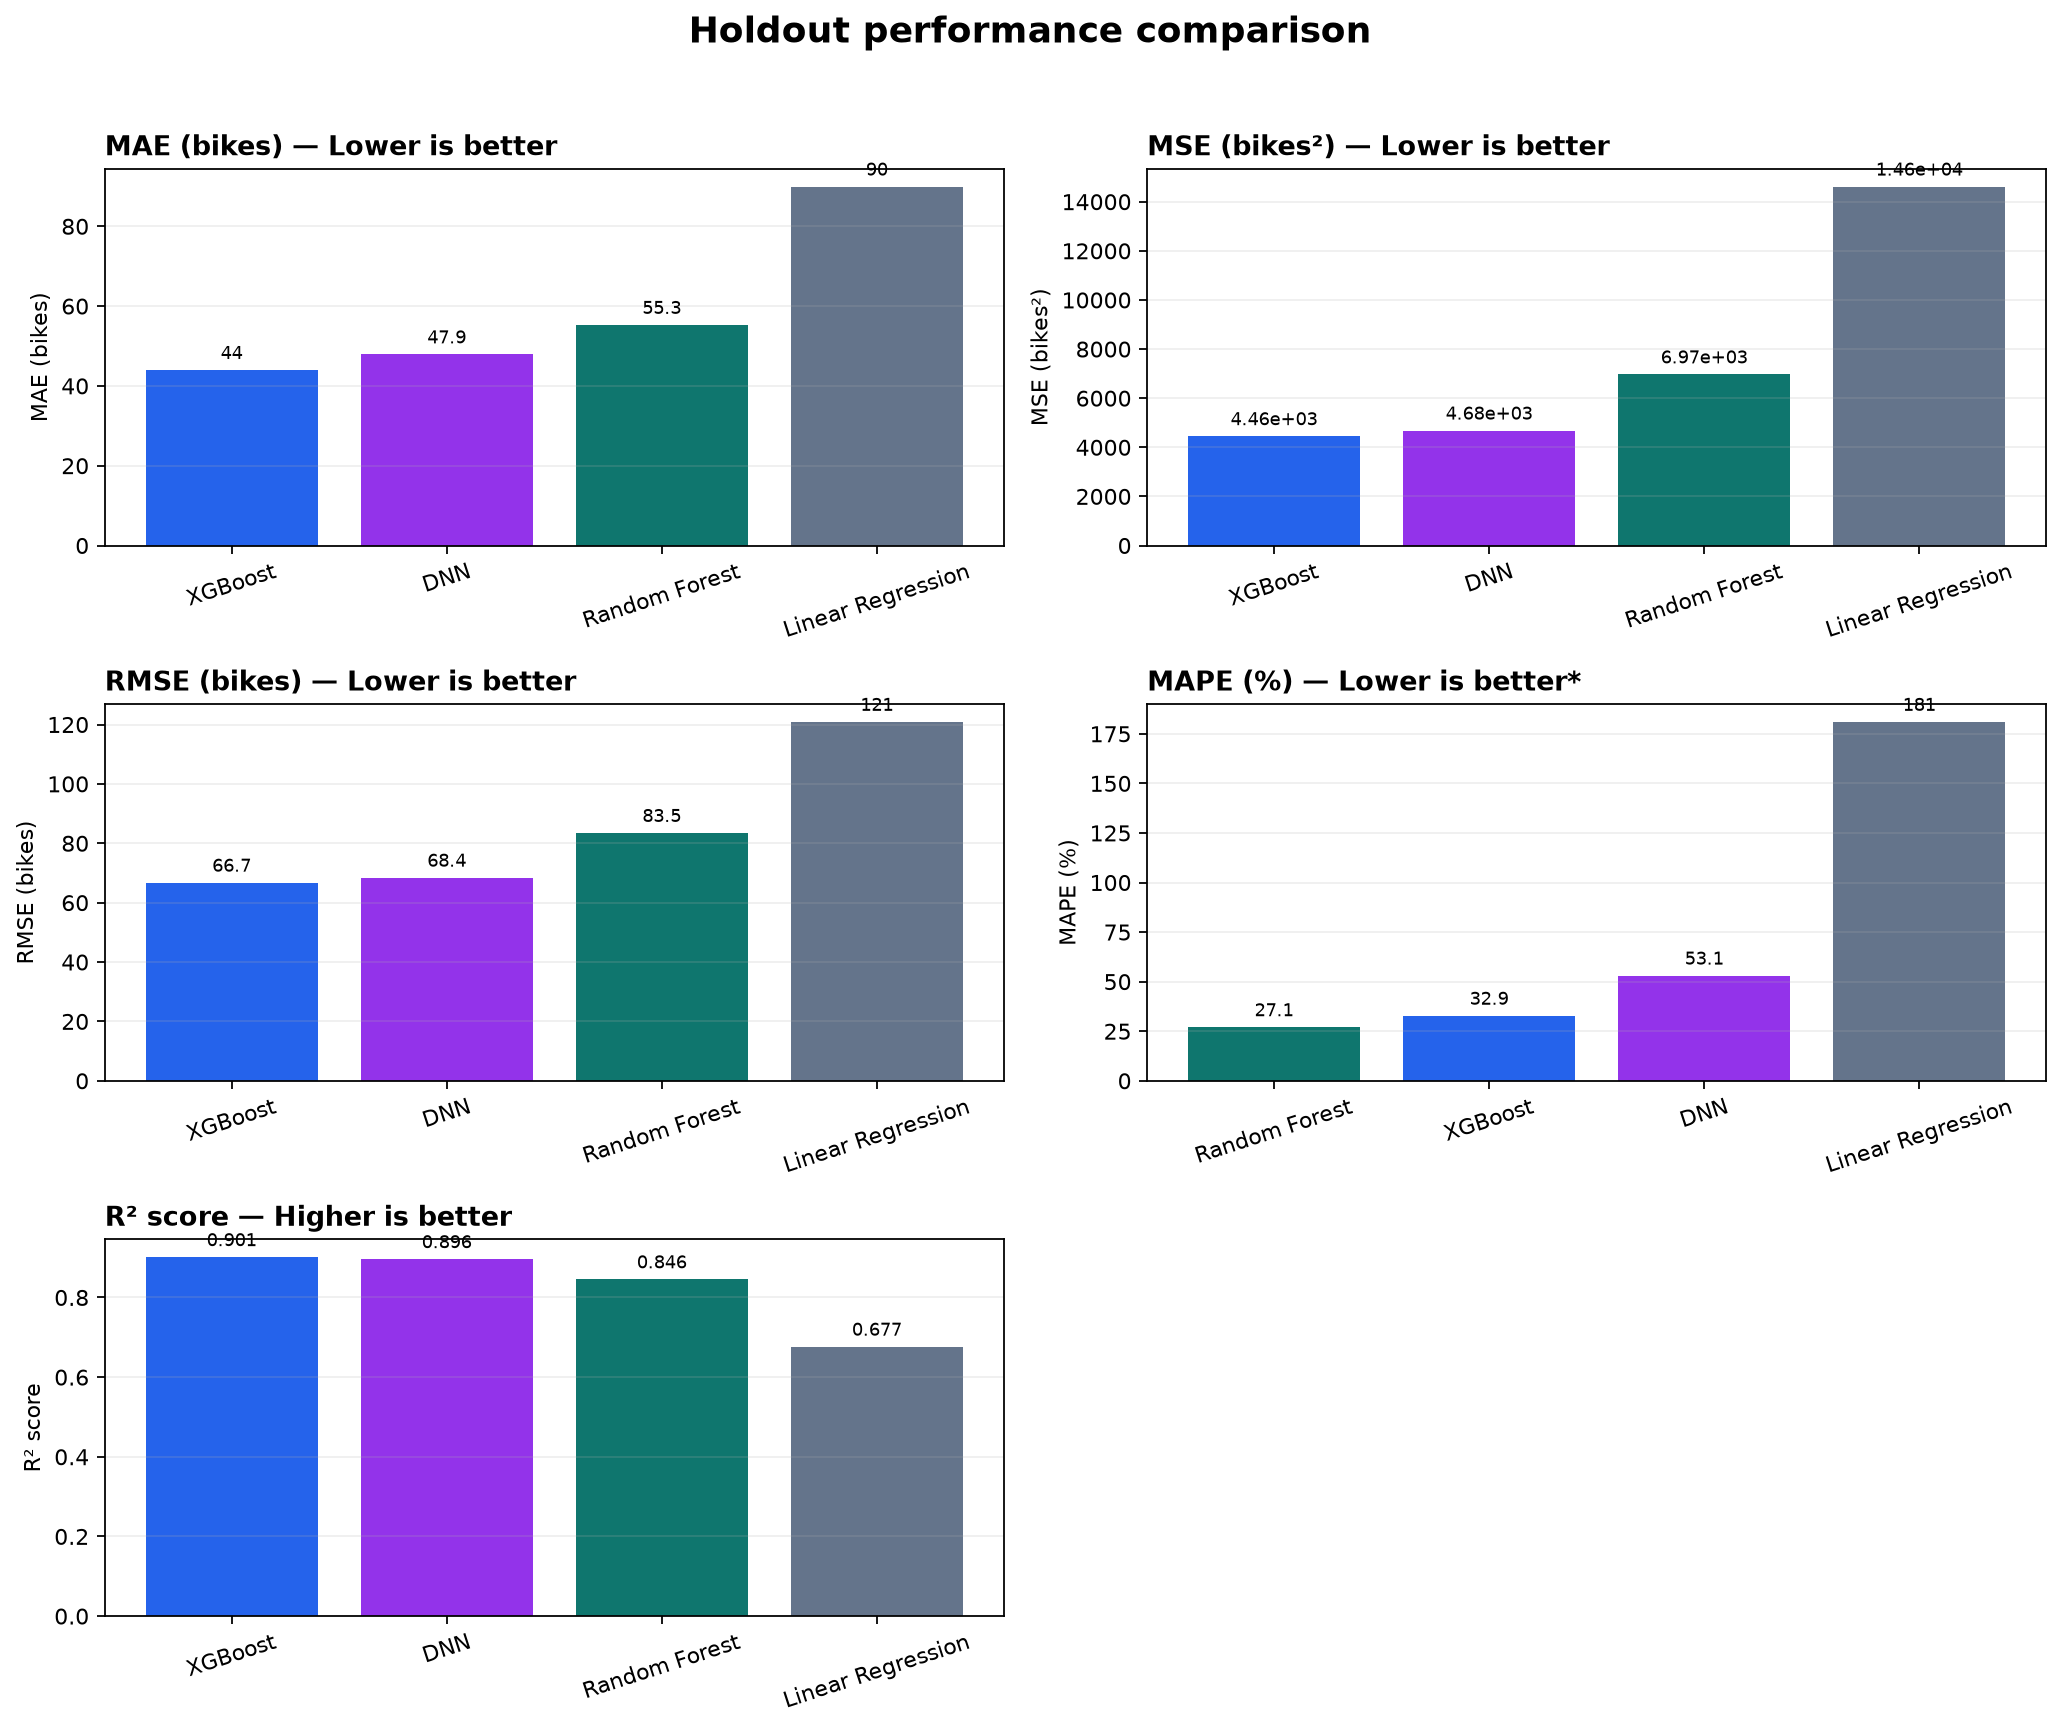 Holdout performance comparison
MAE (bikes) — Lower is better
MAE (bikes)
80
60
40
20
0
44
47.9
55.3
90
XGBoost
DNN
Random Forest
Linear Regression
MSE (bikes²) — Lower is better
MSE (bikes²)
14000
12000
10000
8000
6000
4000
2000
0
4.46e+03
4.68e+03
6.97e+03
1.46e+04
XGBoost
DNN
Random Forest
Linear Regression
RMSE (bikes) — Lower is better
RMSE (bikes)
120
100
80
60
40
20
0
66.7
68.4
83.5
121
XGBoost
DNN
Random Forest
Linear Regression
MAPE (%) — Lower is better*
MAPE (%)
175
150
125
100
75
50
25
0
27.1
32.9
53.1
181
Random Forest
XGBoost
DNN
Linear Regression
R² score — Higher is better
R² score
0.8
0.6
0.4
0.2
0.0
0.901
0.896
0.846
0.677
XGBoost
DNN
Random Forest
Linear Regression